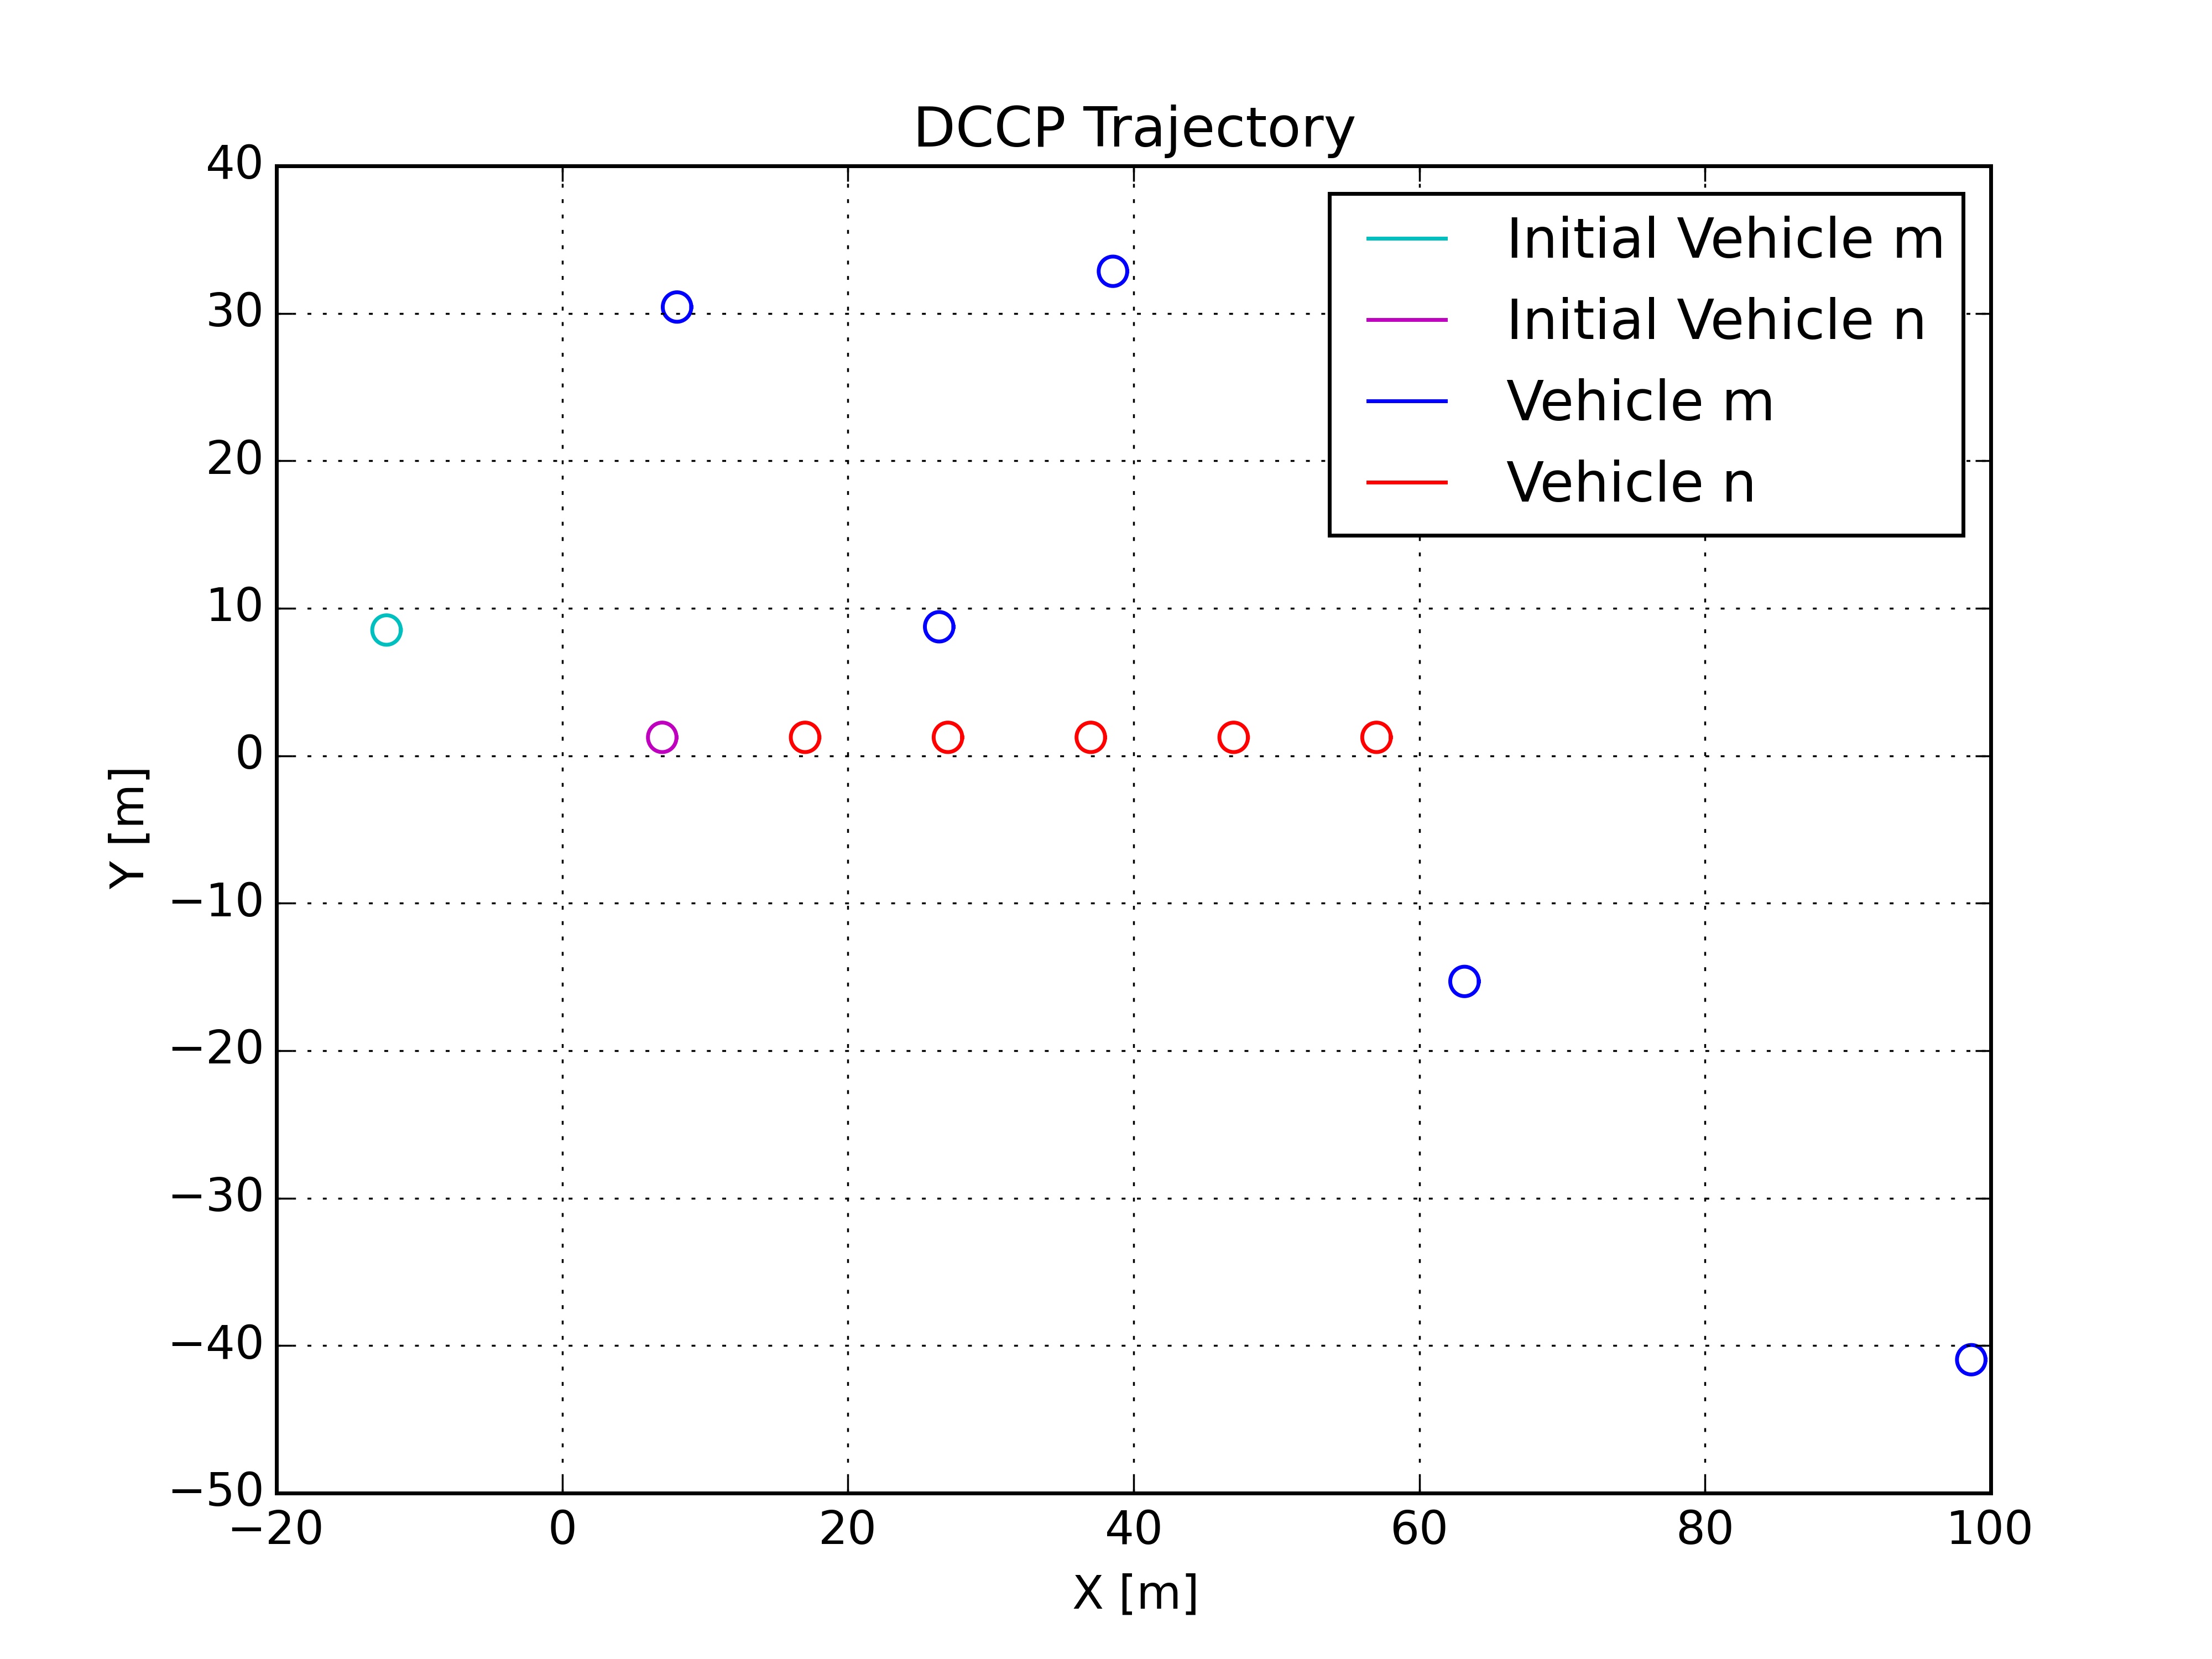 DCCP Trajectory
40
30
20
10
0
−10
−20
−30
−40
−50
Y [m]
Initial Vehicle m
Initial Vehicle n
Vehicle m
Vehicle n
−20 0 20 40 60 80 100
X [m]